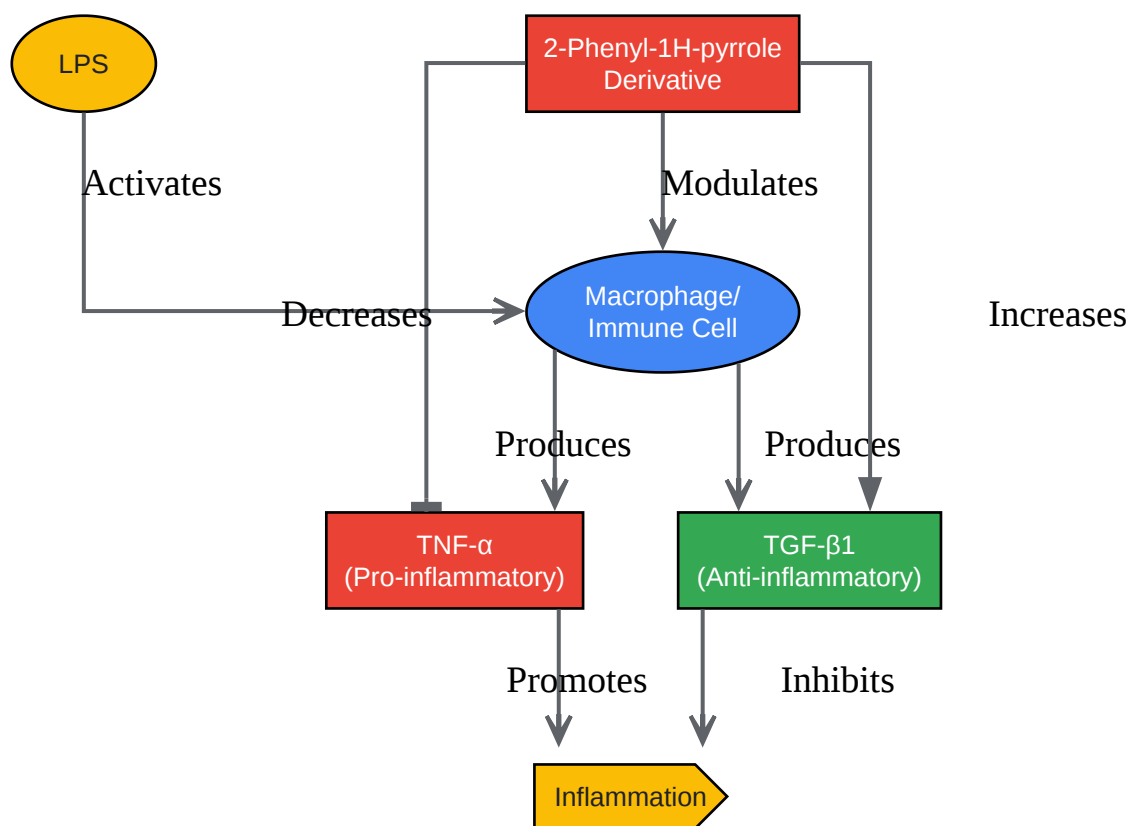 LPS
2-Phenyl-1H-pyrrole
Derivative
Activates
Modulates
Macrophage/
Immune Cell
Decreases
Increases
Produces
Produces
TNF-α
(Pro-inflammatory)
TGF-β1
(Anti-inflammatory)
Promotes
Inhibits
Inflammation